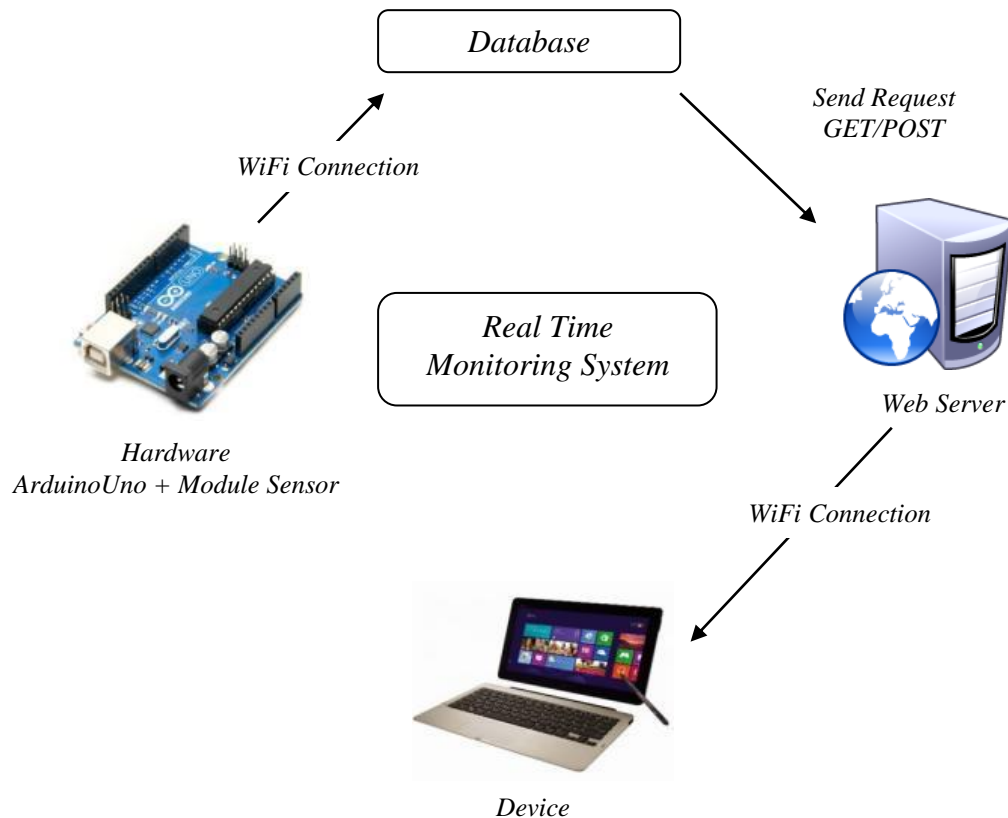 Database
Send Request
GET/POST
WiFi Connection
UNO
Real Time
Monitoring System
Web Server
Hardware
ArduinoUno + Module Sensor
WiFi Connection
Device